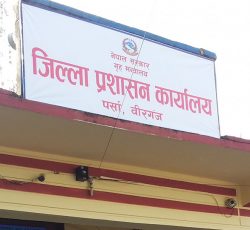 नेपाल सरकार
गृह मन्त्रालय
जिल्ला प्रशासन कार्यालय
पर्सा, वीरगंज